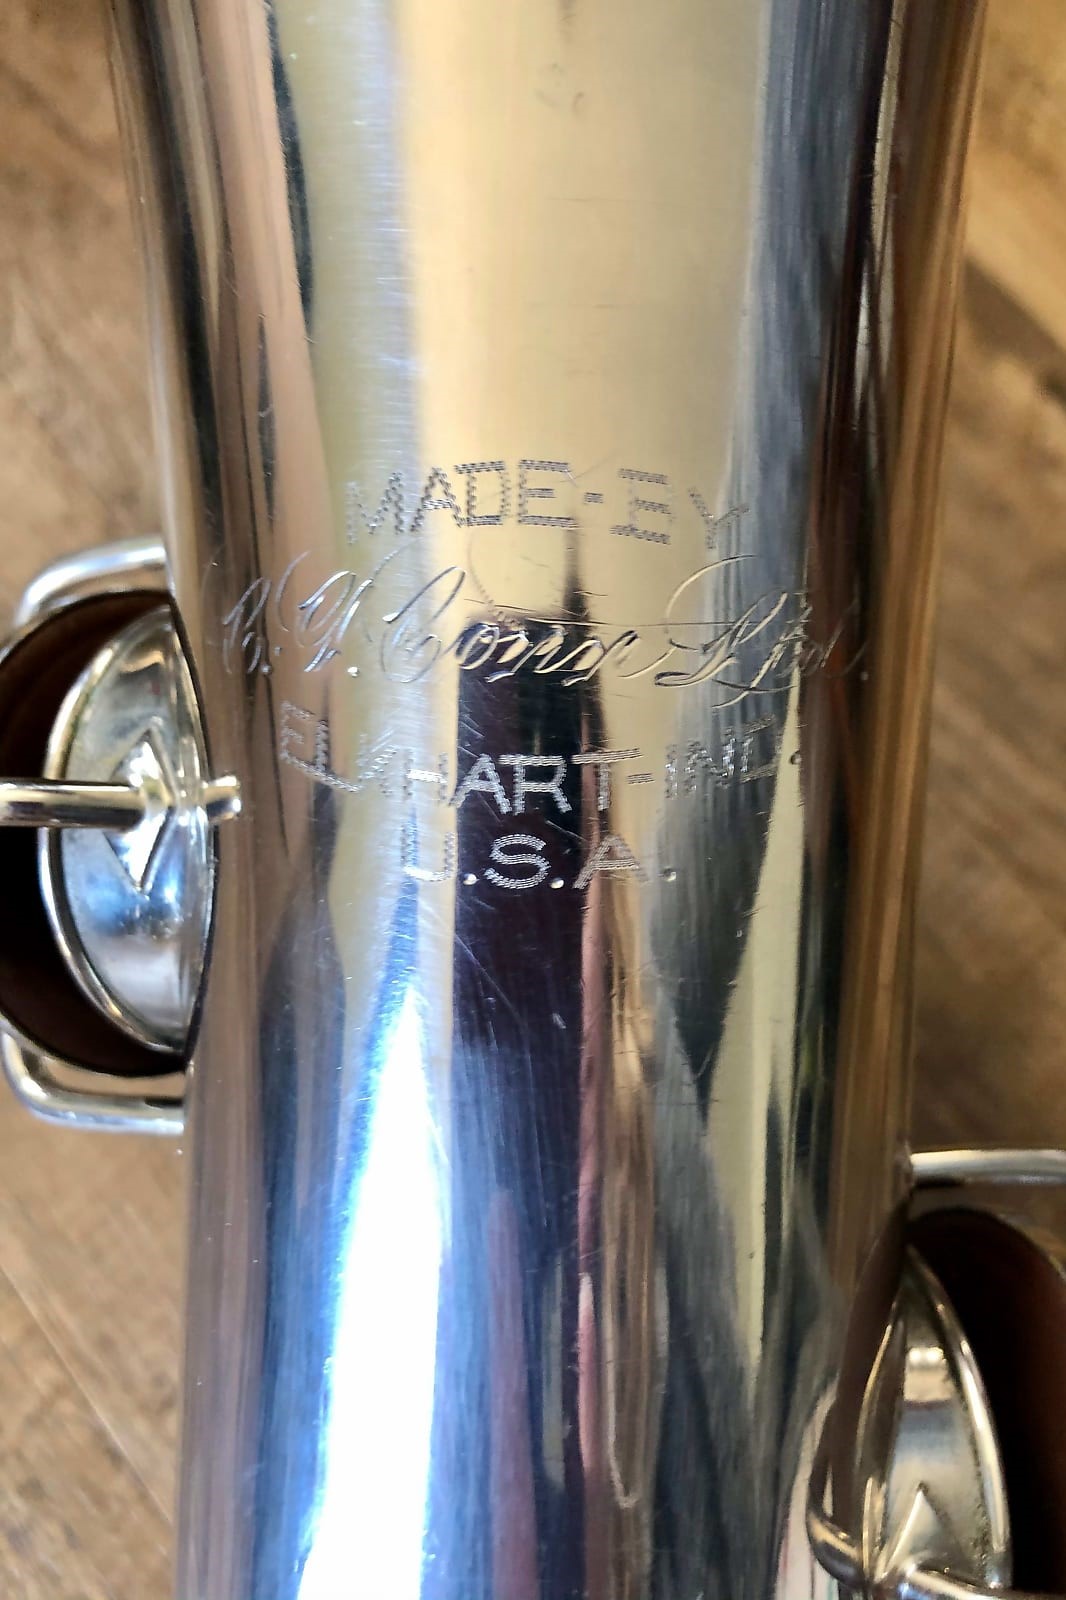 MADE-BY
C.G. Conn Ltd.
ELKHART-IND.
U.S.A.